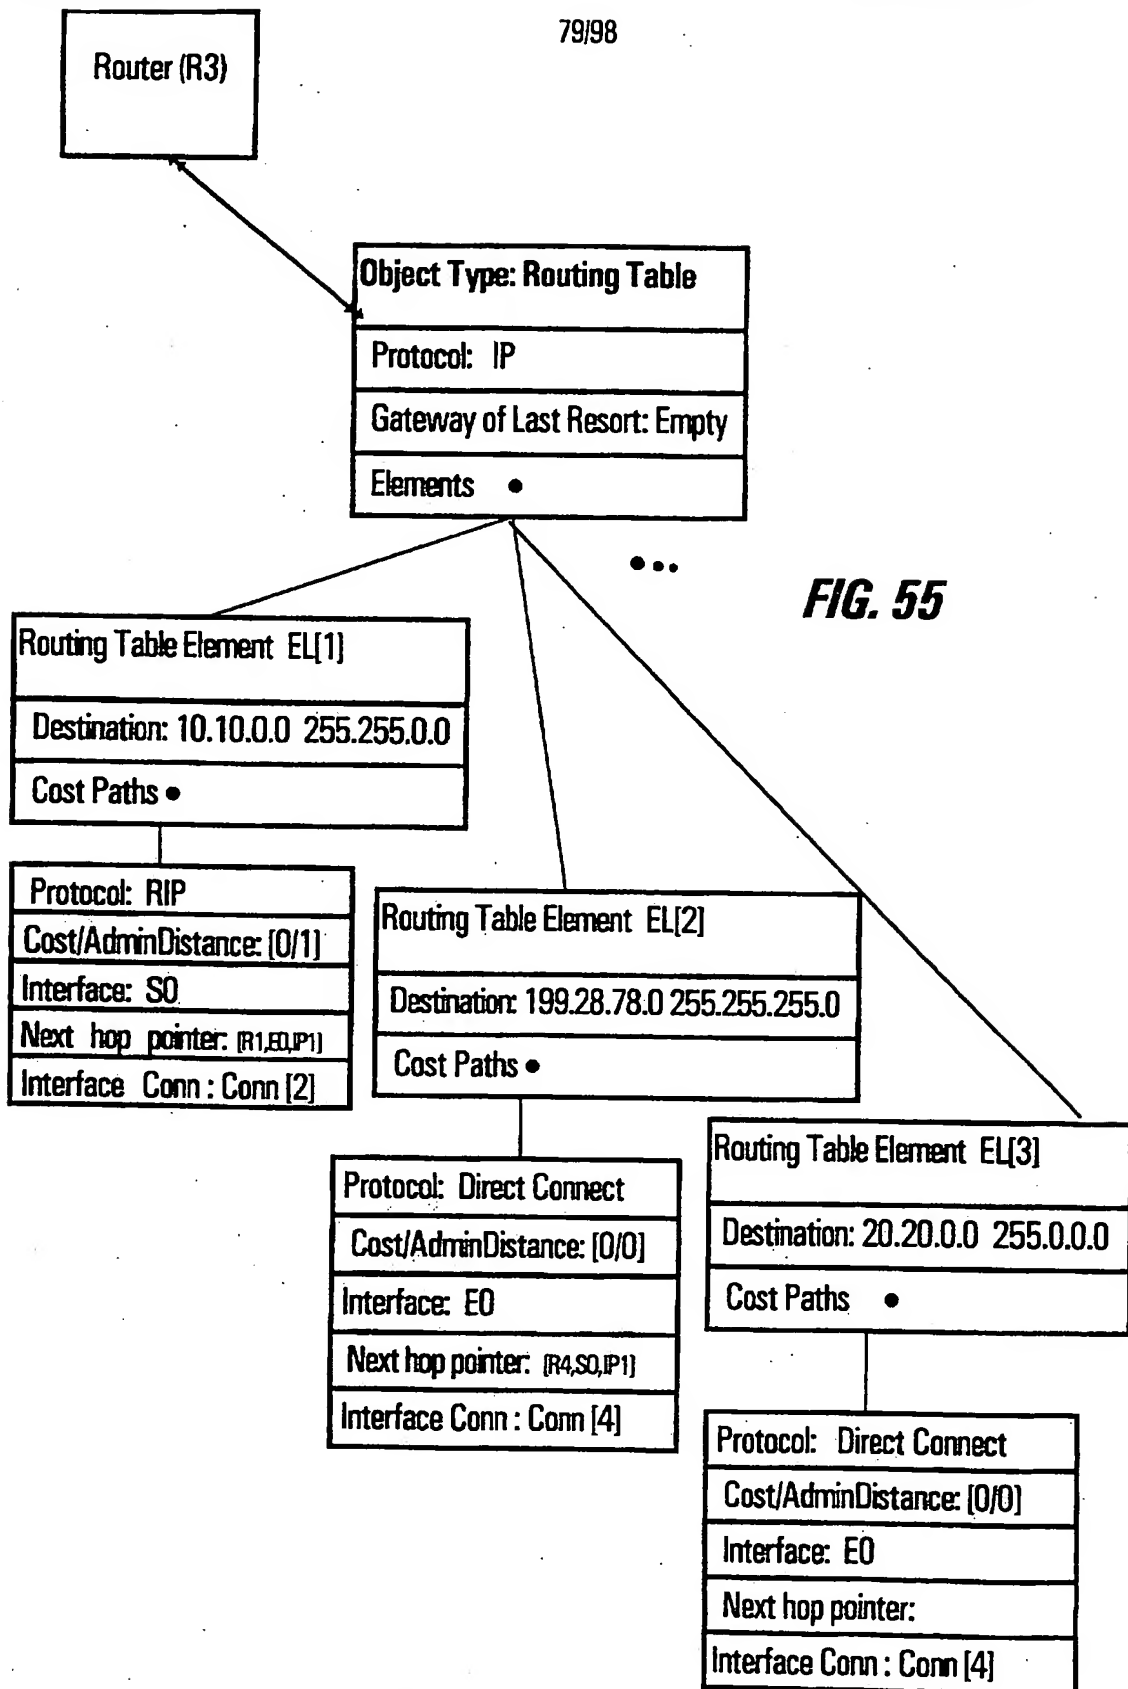 79/98
Router (R3)
Object Type: Routing Table
Protocol: IP
Gateway of Last Resort: Empty
Elements •
•••
FIG. 55
Routing Table Element EL[1]
Destination: 10.10.0.0 255.255.0.0
Cost Paths •
Protocol: RIP
Cost/AdminDistance: [0/1]
Interface: S0
Next hop pointer: [R1,E0,IP1]
Interface Conn : Conn [2]
Routing Table Element EL[2]
Destination: 199.28.78.0 255.255.255.0
Cost Paths •
Protocol: Direct Connect
Cost/AdminDistance: [0/0]
Interface: E0
Next hop pointer: [R4,S0,IP1]
Interface Conn : Conn [4]
Routing Table Element EL[3]
Destination: 20.20.0.0 255.0.0.0
Cost Paths •
Protocol: Direct Connect
Cost/AdminDistance: [0/0]
Interface: E0
Next hop pointer:
Interface Conn : Conn [4]